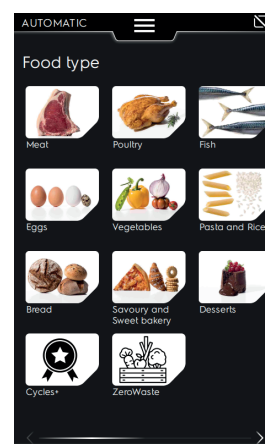 AUTOMATIC
Food type
Meat
Poultry
Fish
Eggs
Vegetables
Pasta and Rice
Bread
Savoury and
Sweet bakery
Desserts
Cycles+
ZeroWaste